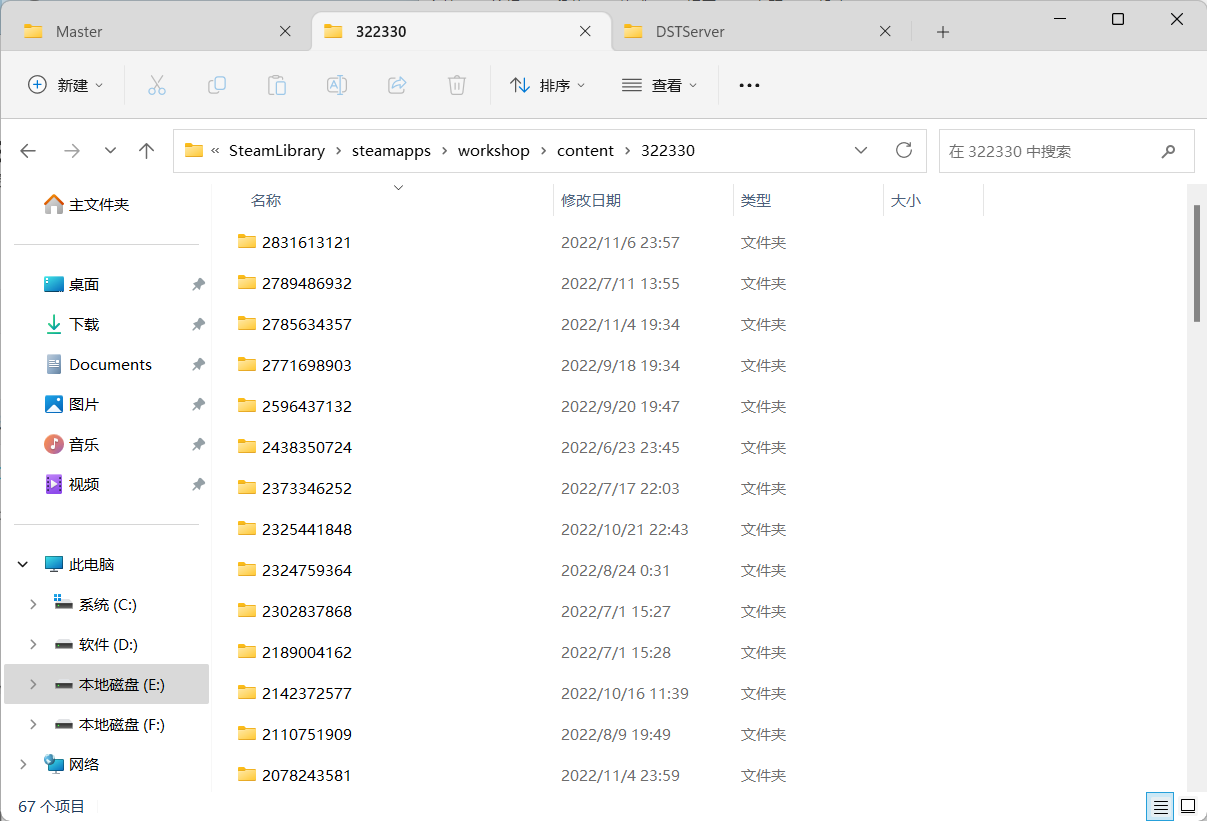 Master
322330
DSTServer
新建
排序
查看
« SteamLibrary › steamapps › workshop › content › 322330
在 322330 中搜索
主文件夹
桌面
下载
Documents
图片
音乐
视频
此电脑
系统 (C:)
软件 (D:)
本地磁盘 (E:)
本地磁盘 (F:)
网络
名称 修改日期 类型 大小
2831613121 2022/11/6 23:57 文件夹
2789486932 2022/7/11 13:55 文件夹
2785634357 2022/11/4 19:34 文件夹
2771698903 2022/9/18 19:34 文件夹
2596437132 2022/9/20 19:47 文件夹
2438350724 2022/6/23 23:45 文件夹
2373346252 2022/7/17 22:03 文件夹
2325441848 2022/10/21 22:43 文件夹
2324759364 2022/8/24 0:31 文件夹
2302837868 2022/7/1 15:27 文件夹
2189004162 2022/7/1 15:28 文件夹
2142372577 2022/10/16 11:39 文件夹
2110751909 2022/8/9 19:49 文件夹
2078243581 2022/11/4 23:59 文件夹
67 个项目